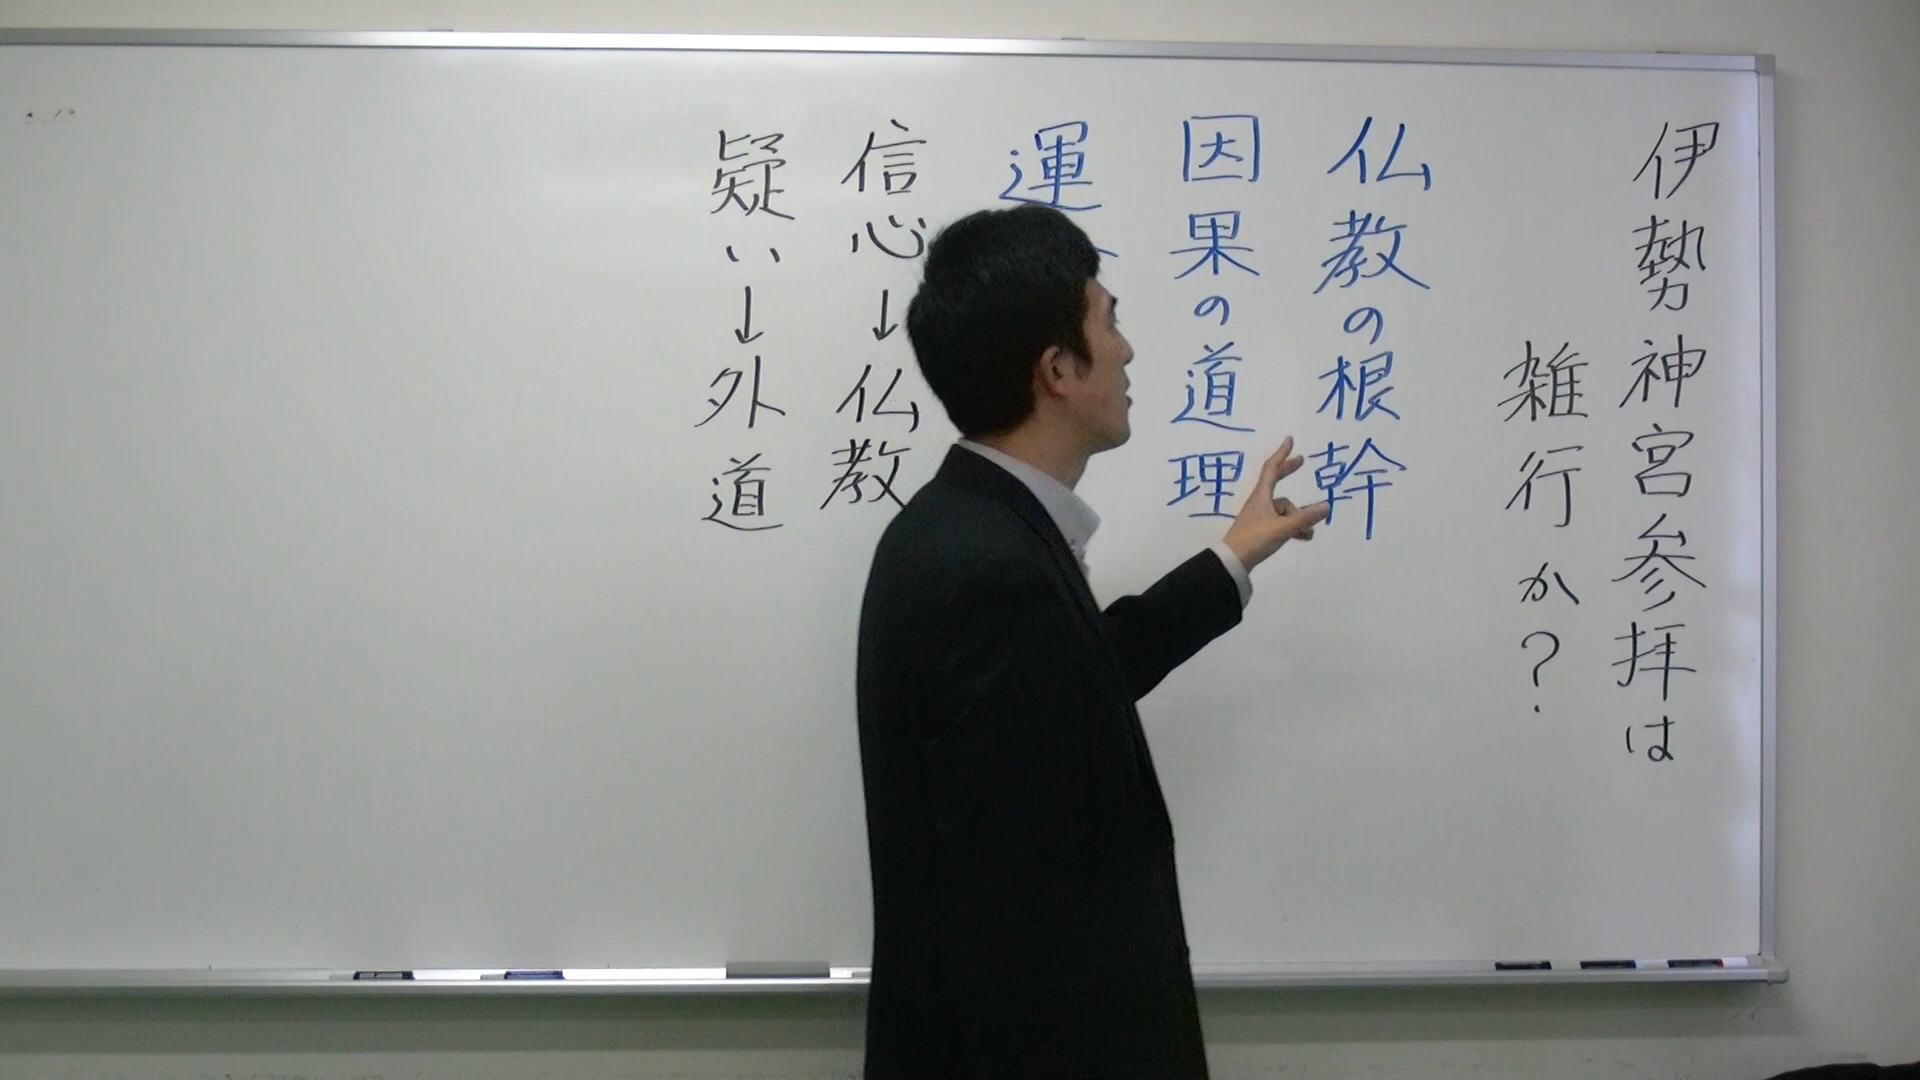 伊勢神宮参拝は
雑行か?
仏教の根幹
因果の道理
運
信心→仏教
疑い→外道